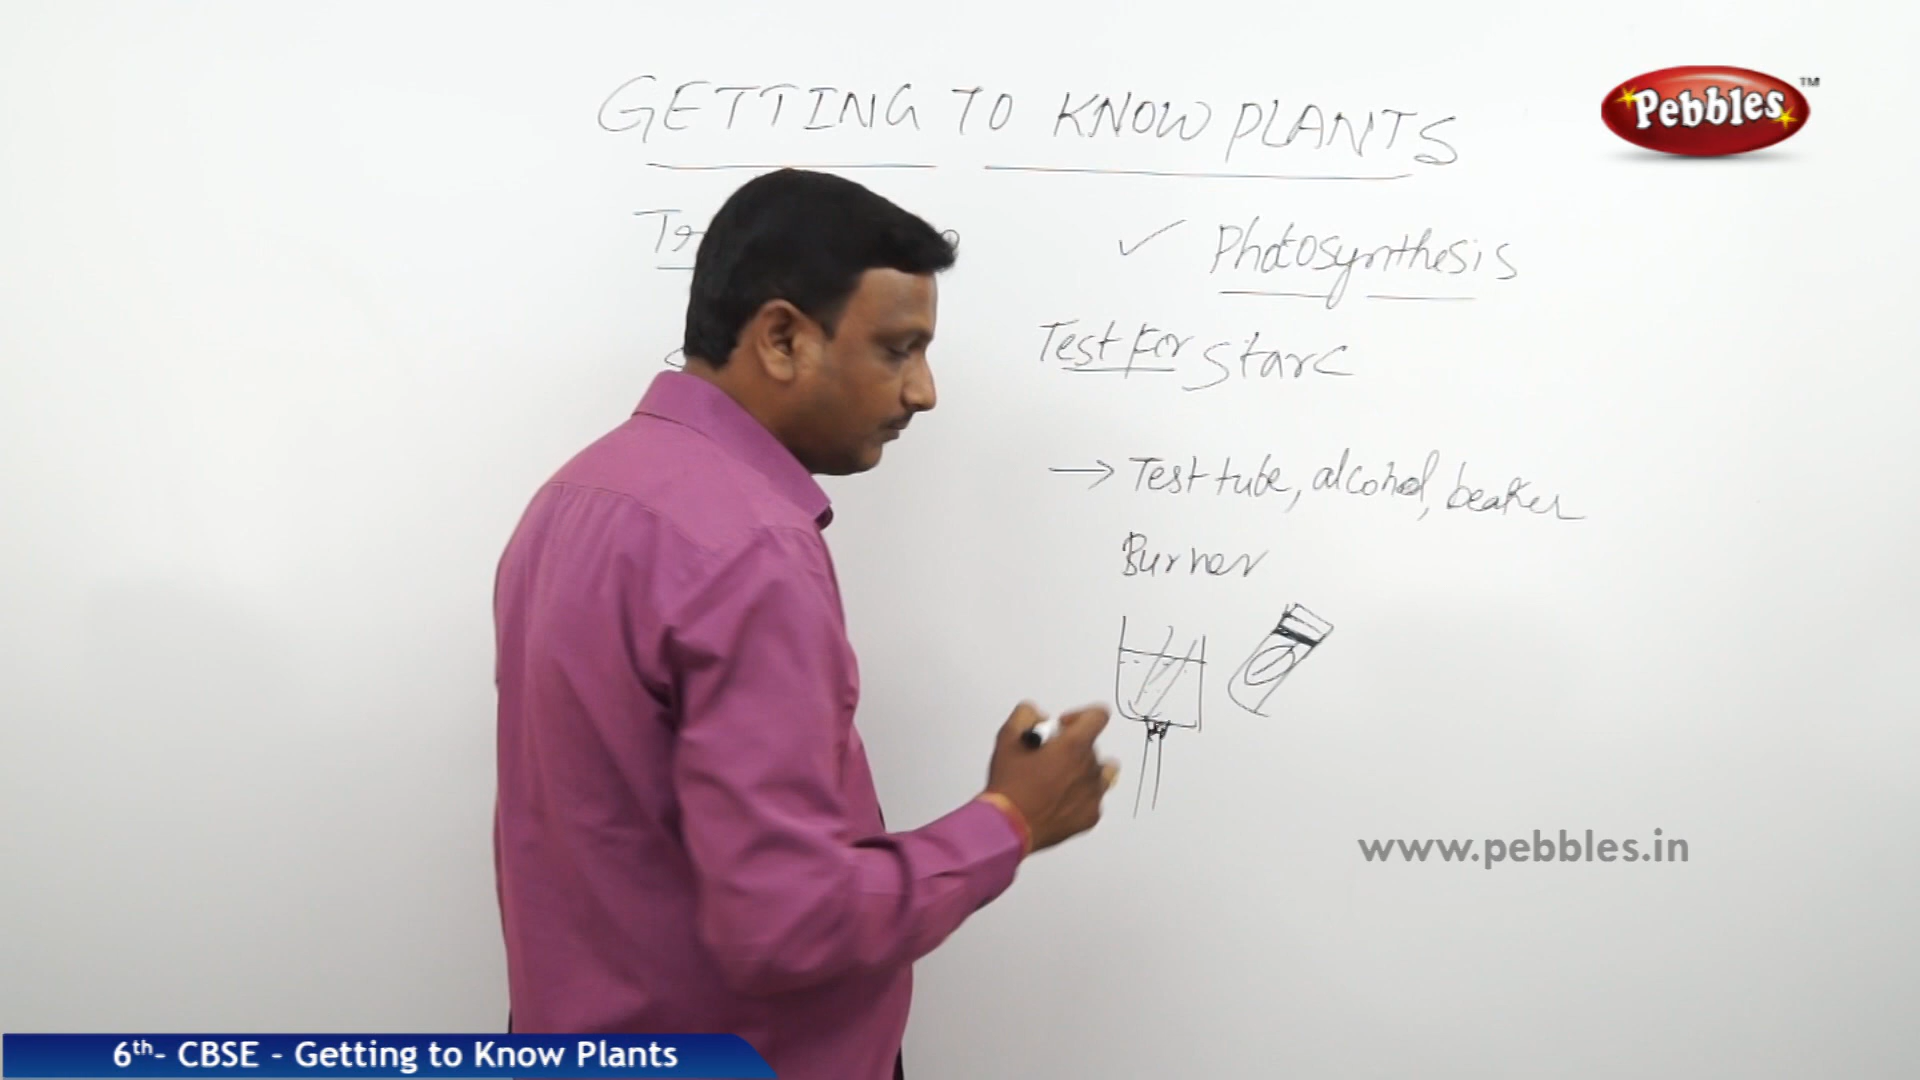 GETTING TO KNOW PLANTS
Pebbles TM
✓ Photosynthesis
Test For Starc
→ Test tube, alcohol, beaker
Burner
www.pebbles.in
6th- CBSE - Getting to Know Plants